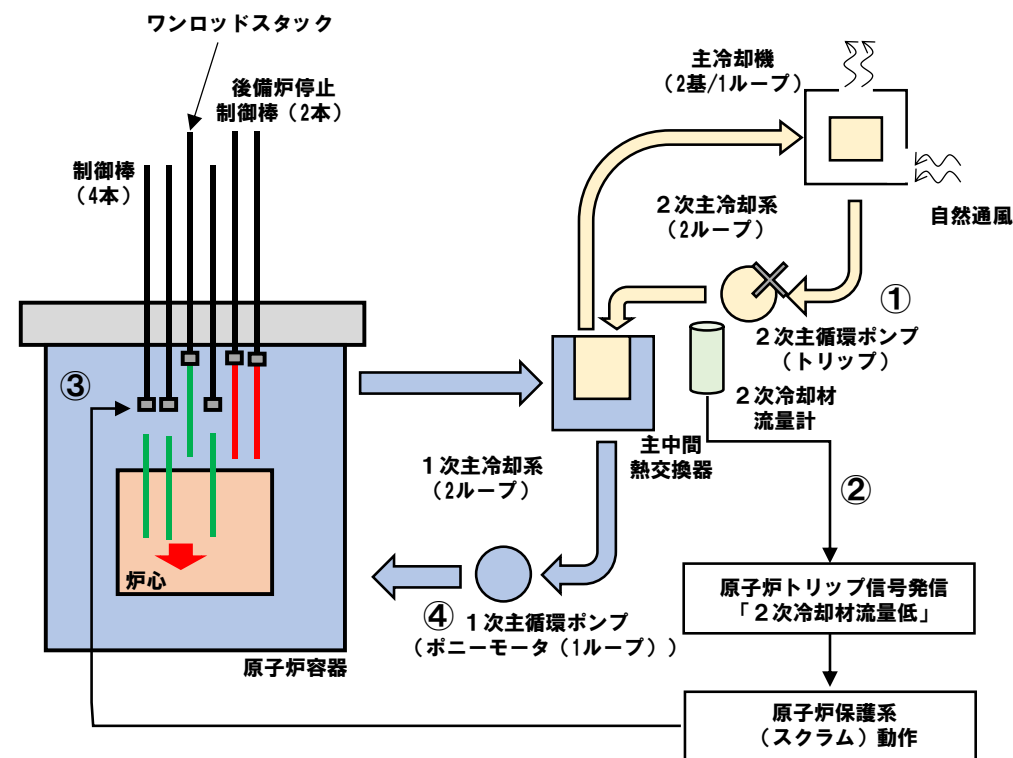 ワンロッドスタック
後備炉停止
制御棒（2本）
制御棒
（4本）
主冷却機
（2基/1ループ）
自然通風
２次主冷却系
（2ループ）
①
２次主循環ポンプ
（トリップ）
２次冷却材
流量計
③
主中間
熱交換器
１次主冷却系
（2ループ）
②
炉心
④
１次主循環ポンプ
（ポニーモータ（1ループ））
原子炉容器
原子炉トリップ信号発信
「２次冷却材流量低」
原子炉保護系
（スクラム）動作